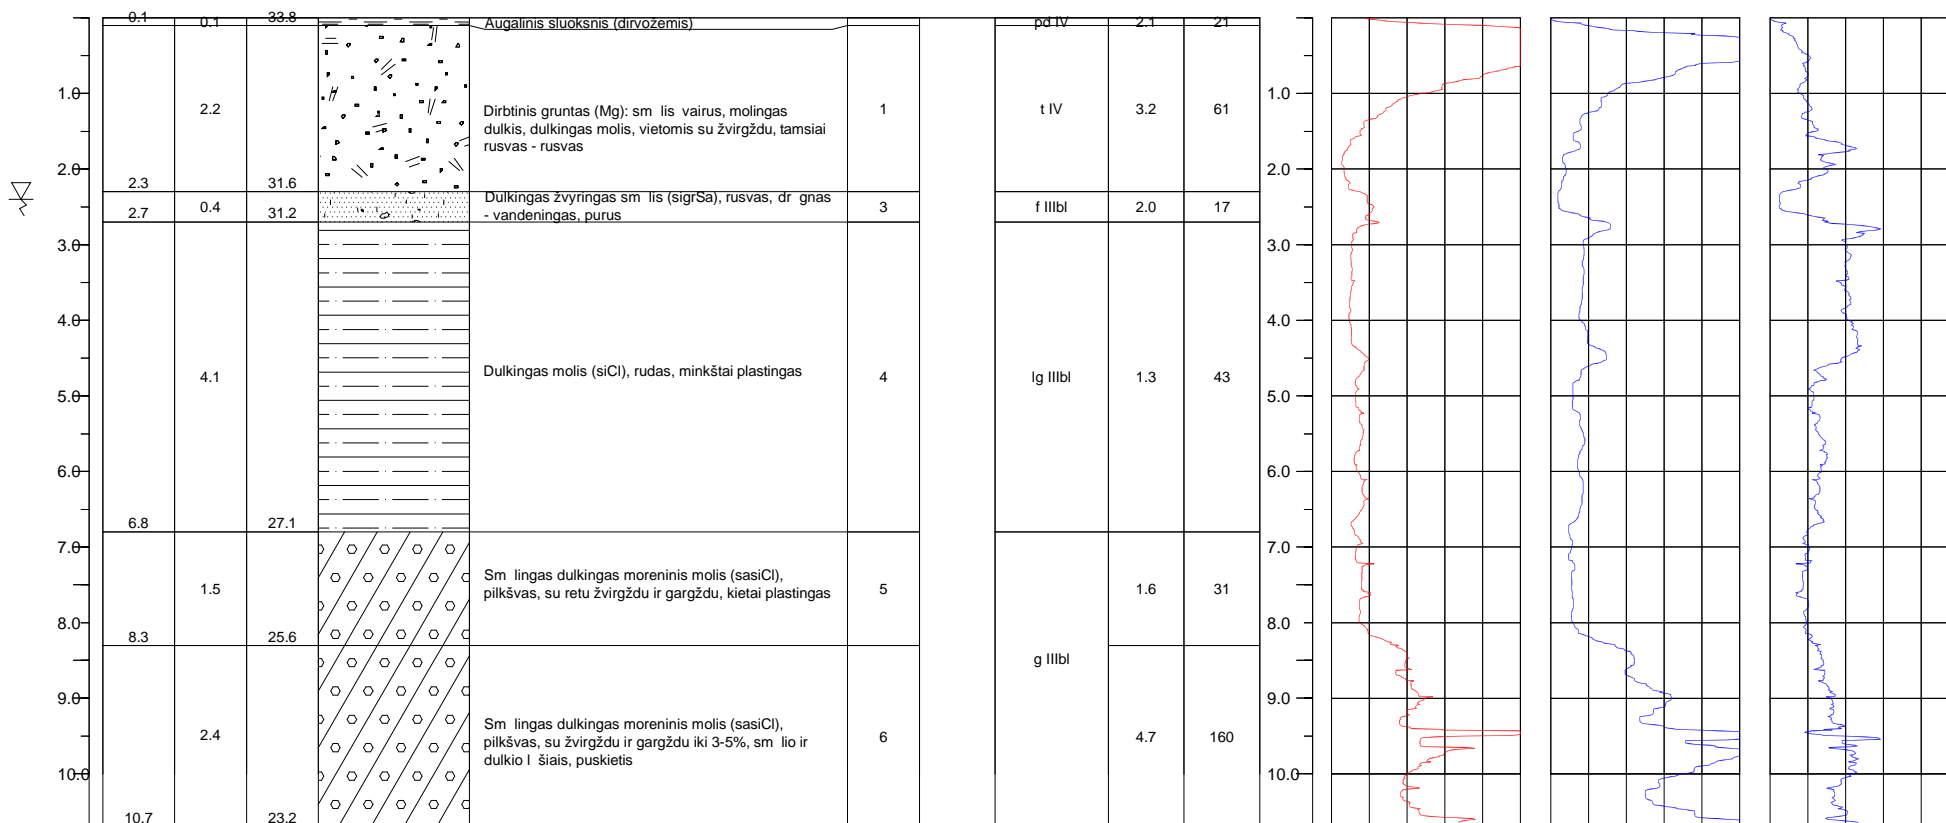 0.1 0.1 33.8 Augalinis sluoksnis (dirvožemis) pd IV 2.1 21
1.0 1.0
2.2 Dirbtinis gruntas (Mg): sm lis vairus, molingas 1 t IV 3.2 61
dulkis, dulkingas molis, vietomis su žvirgždu, tamsiai
rusvas - rusvas
2.0 2.0
2.3 31.6
Dulkingas žvyringas sm lis (sigrSa), rusvas, dr gnas
2.7 0.4 31.2 3 f IIIbl 2.0 17
- vandeningas, purus
3.0 3.0
4.0 4.0
4.1 Dulkingas molis (siCl), rudas, minkštai plastingas 4 lg IIIbl 1.3 43
5.0 5.0
6.0 6.0
6.8 27.1
7.0 7.0
Sm lingas dulkingas moreninis molis (sasiCl),
1.5 pilkšvas, su retu žvirgždu ir gargždu, kietai plastingas 5 1.6 31
8.0 8.0
8.3 25.6
g IIIbl
9.0 9.0
Sm lingas dulkingas moreninis molis (sasiCl),
2.4 pilkšvas, su žvirgždu ir gargždu iki 3-5%, sm lio ir 6 4.7 160
dulkio l šiais, puskietis
10.0 10.0
10.7 23.2